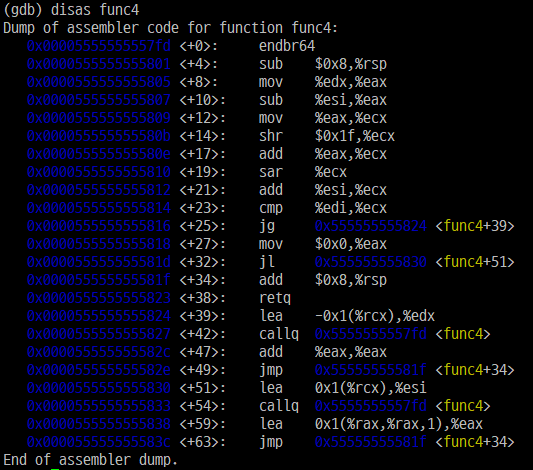 (gdb) disas func4
Dump of assembler code for function func4:
0x00005555555557fd <+0>: endbr64
0x0000555555555801 <+4>: sub $0x8,%rsp
0x0000555555555805 <+8>: mov %edx,%eax
0x0000555555555807 <+10>: sub %esi,%eax
0x0000555555555809 <+12>: mov %eax,%ecx
0x000055555555580b <+14>: shr $0x1f,%ecx
0x000055555555580e <+17>: add %eax,%ecx
0x0000555555555810 <+19>: sar %ecx
0x0000555555555812 <+21>: add %esi,%ecx
0x0000555555555814 <+23>: cmp %edi,%ecx
0x0000555555555816 <+25>: jg 0x555555555824 <func4+39>
0x0000555555555818 <+27>: mov $0x0,%eax
0x000055555555581d <+32>: jl 0x555555555830 <func4+51>
0x000055555555581f <+34>: add $0x8,%rsp
0x0000555555555823 <+38>: retq
0x0000555555555824 <+39>: lea -0x1(%rcx),%edx
0x0000555555555827 <+42>: callq 0x5555555557fd <func4>
0x000055555555582c <+47>: add %eax,%eax
0x000055555555582e <+49>: jmp 0x55555555581f <func4+34>
0x0000555555555830 <+51>: lea 0x1(%rcx),%esi
0x0000555555555833 <+54>: callq 0x5555555557fd <func4>
0x0000555555555838 <+59>: lea 0x1(%rax,%rax,1),%eax
0x000055555555583c <+63>: jmp 0x55555555581f <func4+34>
End of assembler dump.